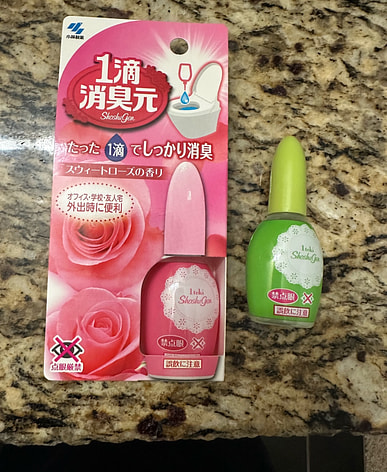 小林製薬
1滴
消臭元
ShoshuGen
たった 1滴 でしっかり消臭
スウィートローズの香り
オフィス・学校・友人宅
外出時に便利
1teki
ShoshuGen
禁点眼
誤飲に注意
点眼厳禁
1teki
ShoshuGen
禁点眼
誤飲に注意